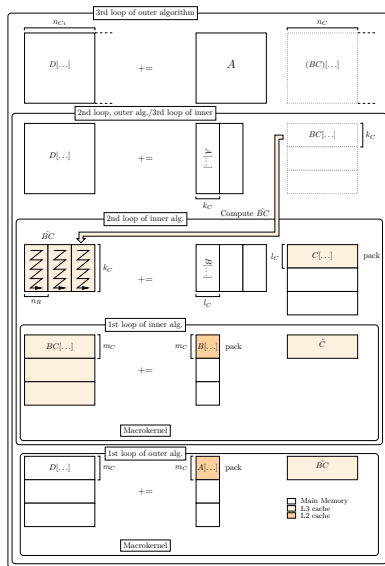 3rd loop of outer algorithm
n_{C4} n_C
D[…] += A (BC)[…]
2nd loop, outer alg./3rd loop of inner
D[…] += A[…] BC[…] k_C
k_C
Compute B̃C
2nd loop of inner alg.
B̃C
k_C += B[…] l_C C[…] pack
n_R l_C
1st loop of inner alg.
BC[…] m_C += m_C B[…] pack C̃
Macrokernel
1st loop of outer alg.
D[…] m_C += m_C A[…] pack B̃C
Main Memory
L3 cache
L2 cache
Macrokernel